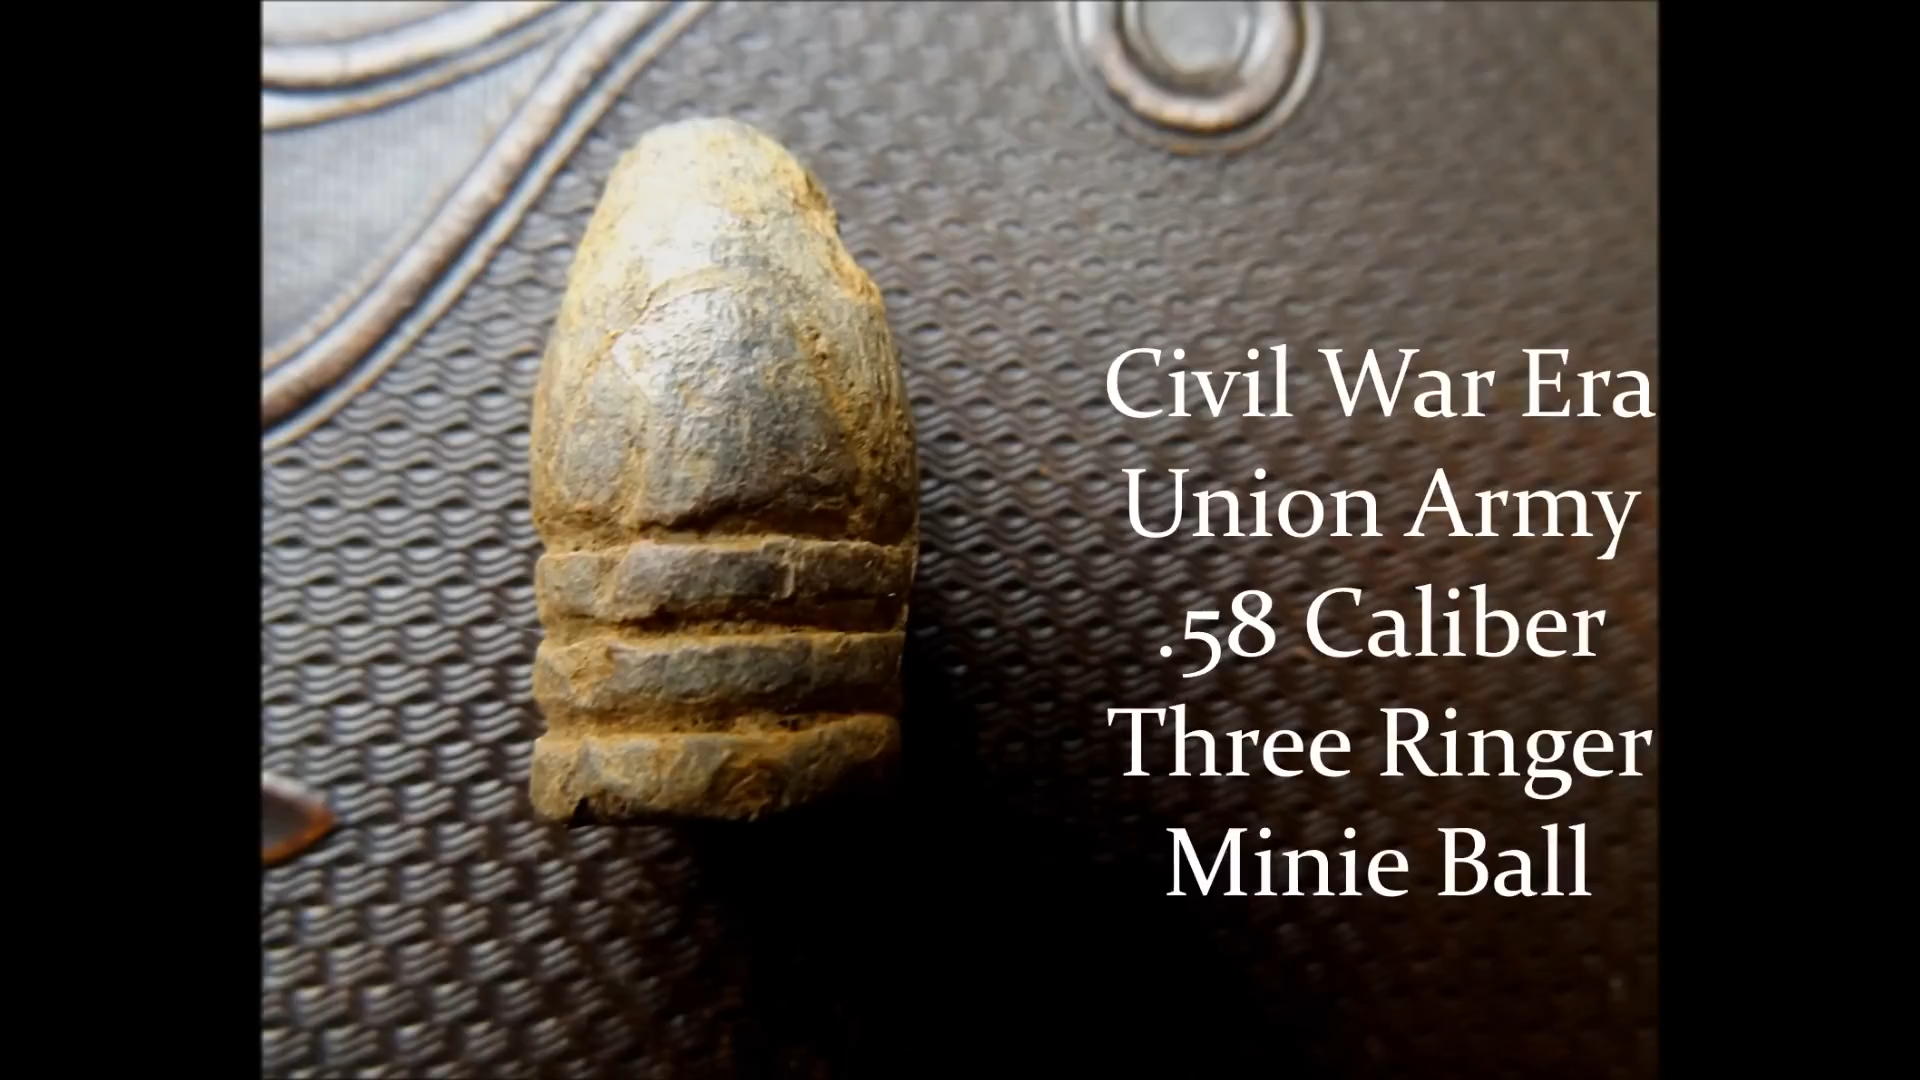 Civil War Era
Union Army
.58 Caliber
Three Ringer
Minie Ball